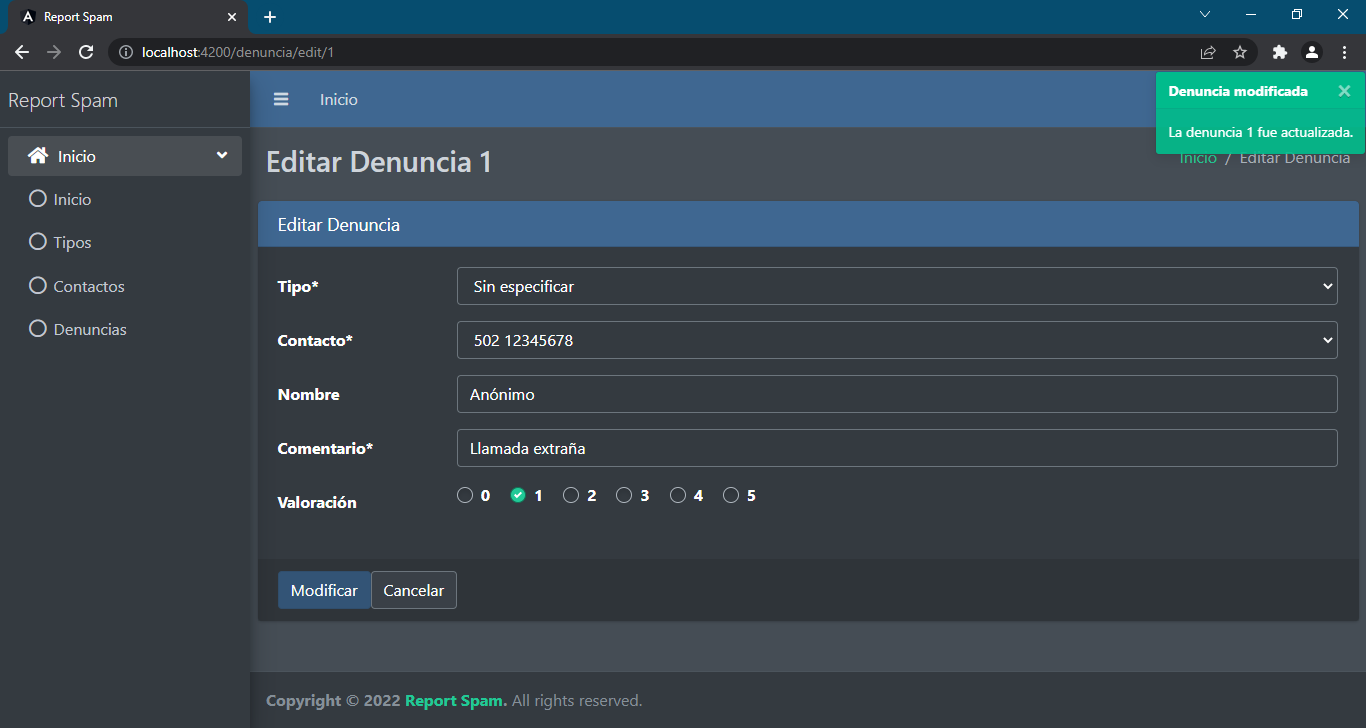 Report Spam
localhost:4200/denuncia/edit/1
Report Spam
Inicio
Denuncia modificada
La denuncia 1 fue actualizada.
Inicio
Inicio
Tipos
Contactos
Denuncias
Editar Denuncia 1
Inicio / Editar Denuncia
Editar Denuncia
Tipo* Sin especificar
Contacto* 502 12345678
Nombre Anónimo
Comentario* Llamada extraña
Valoración 0 1 2 3 4 5
Modificar Cancelar
Copyright © 2022 Report Spam. All rights reserved.